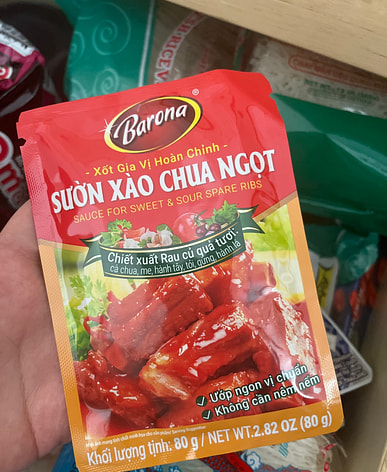 Barona
- Xốt Gia Vị Hoàn Chỉnh -
SƯỜN XÀO CHUA NGỌT
SAUCE FOR SWEET & SOUR SPARE RIBS
Chiết xuất Rau củ quả tươi:
cà chua, me, hành tây, tỏi, gừng, hành lá
✓ Ướp ngon vị chuẩn
✓ Không cần nêm nếm
Khối lượng tịnh: 80 g / NET WT. 2.82 OZ (80 g)
RICE VER